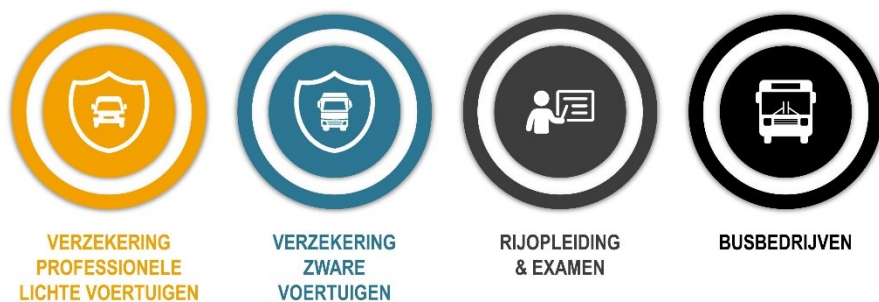 VERZEKERING
PROFESSIONELE
LICHTE VOERTUIGEN
VERZEKERING
ZWARE
VOERTUIGEN
RIJOPLEIDING
& EXAMEN
BUSBEDRIJVEN